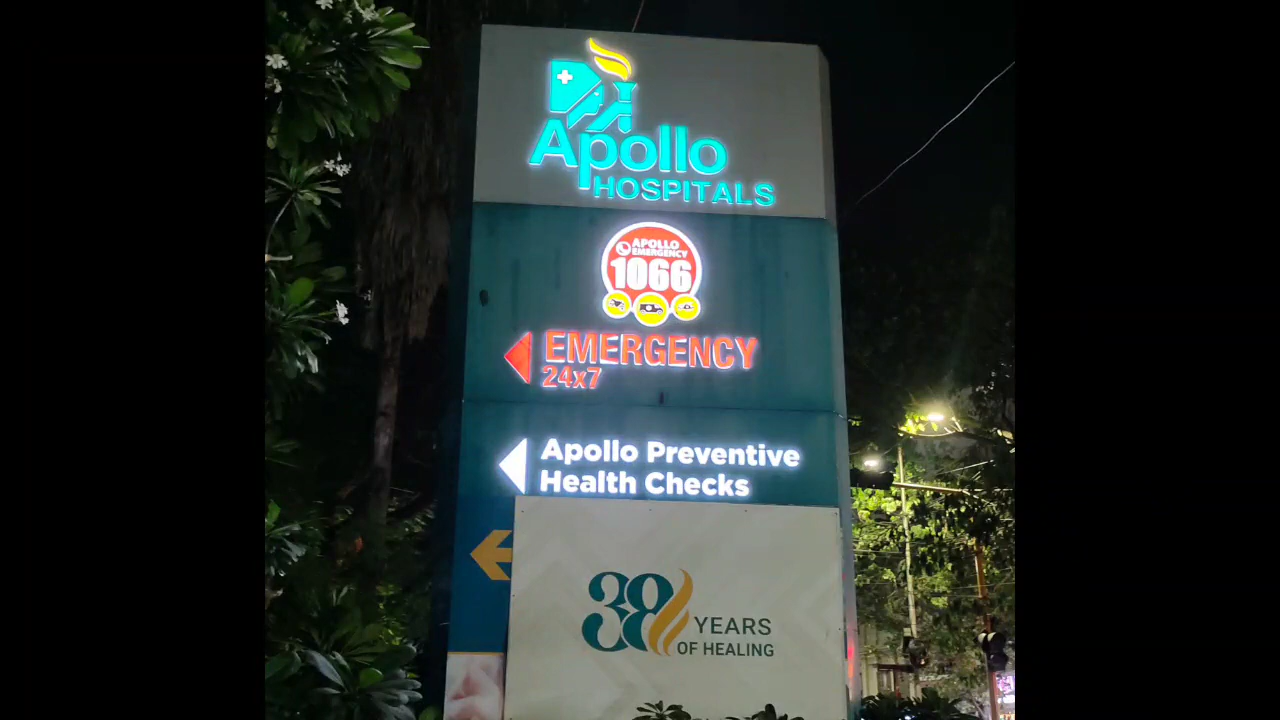 Apollo
HOSPITALS
APOLLO
EMERGENCY
1066
EMERGENCY
24x7
Apollo Preventive
Health Checks
38 YEARS
OF HEALING